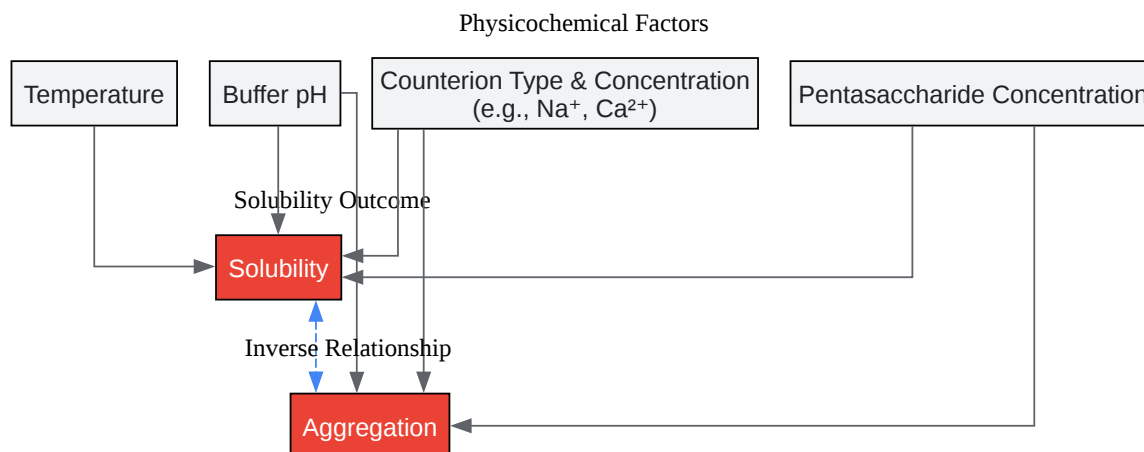 Physicochemical Factors
Temperature
Buffer pH
Counterion Type & Concentration
(e.g., Na⁺, Ca²⁺)
Pentasaccharide Concentration
Solubility Outcome
Solubility
Inverse Relationship
Aggregation